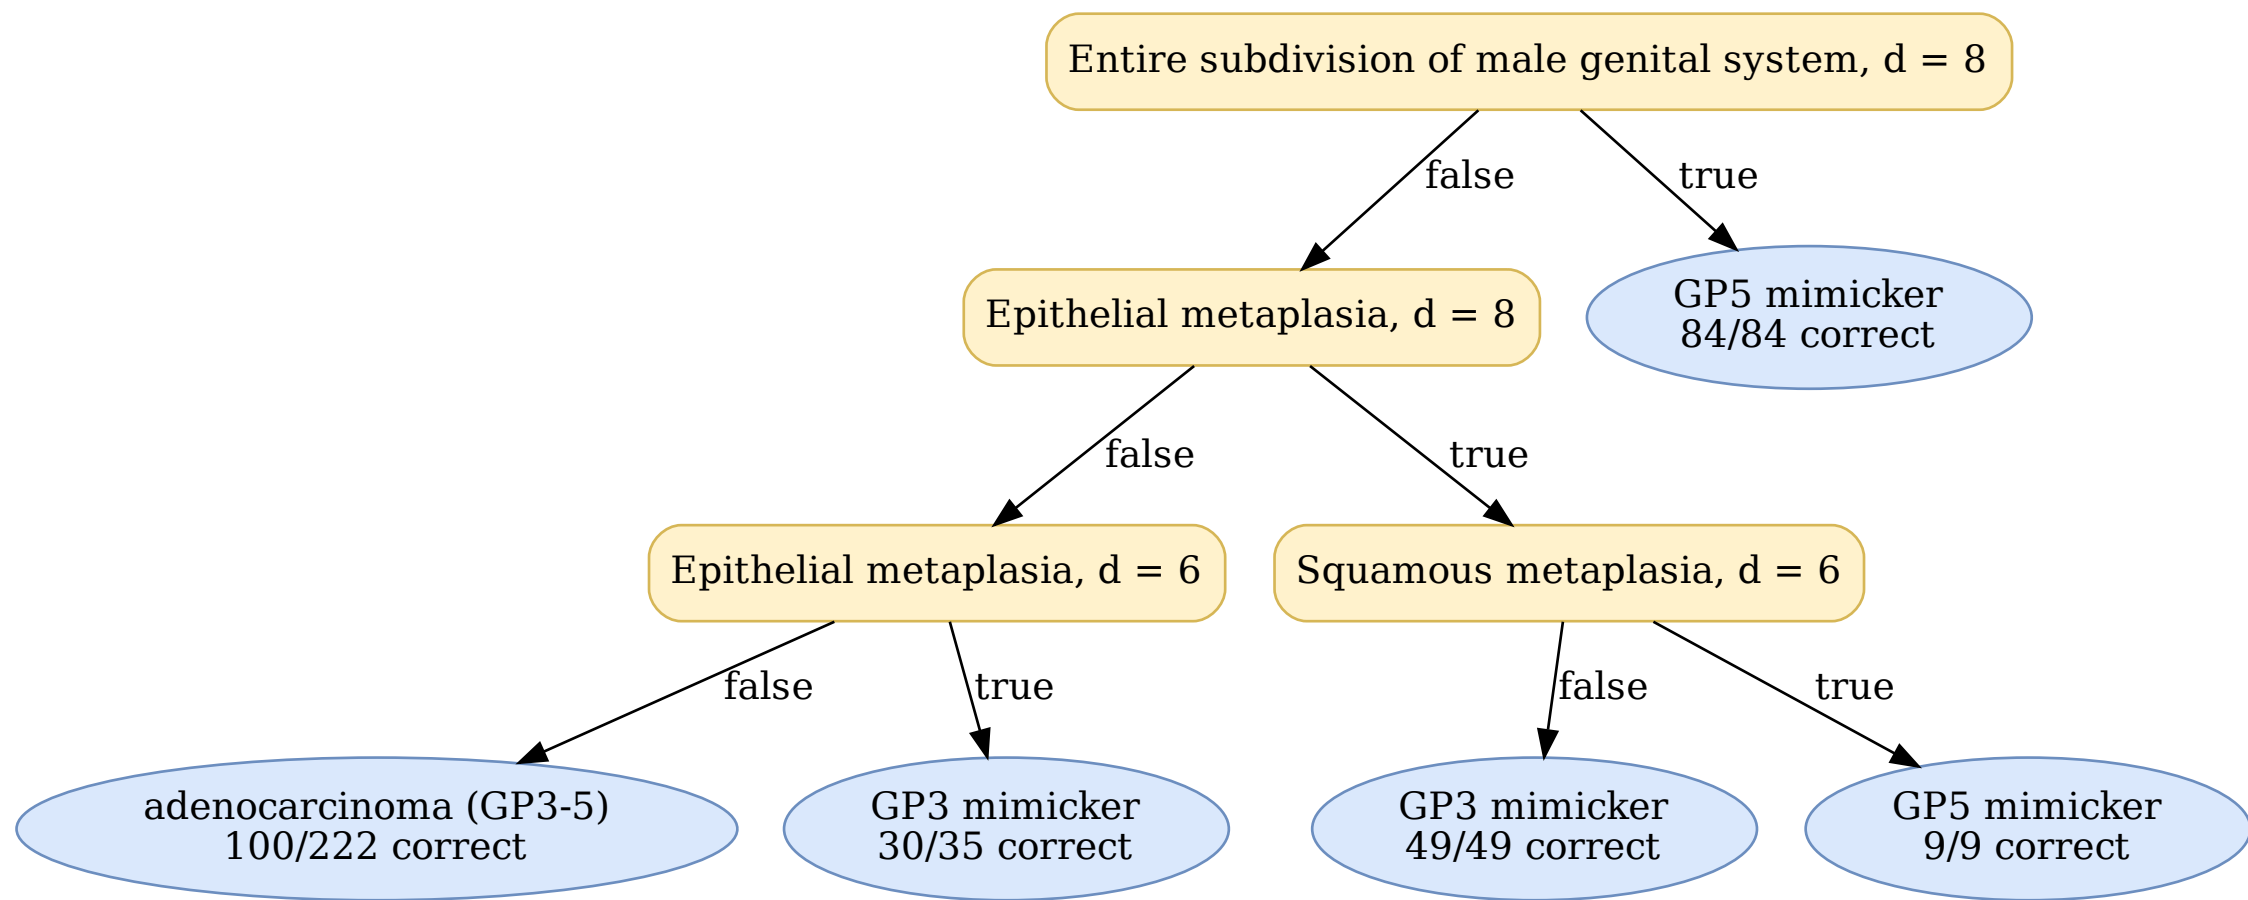 Entire subdivision of male genital system, d = 8
false
true
Epithelial metaplasia, d = 8
GP5 mimicker
84/84 correct
false
true
Epithelial metaplasia, d = 6
Squamous metaplasia, d = 6
false
true
false
true
adenocarcinoma (GP3-5)
100/222 correct
GP3 mimicker
30/35 correct
GP3 mimicker
49/49 correct
GP5 mimicker
9/9 correct